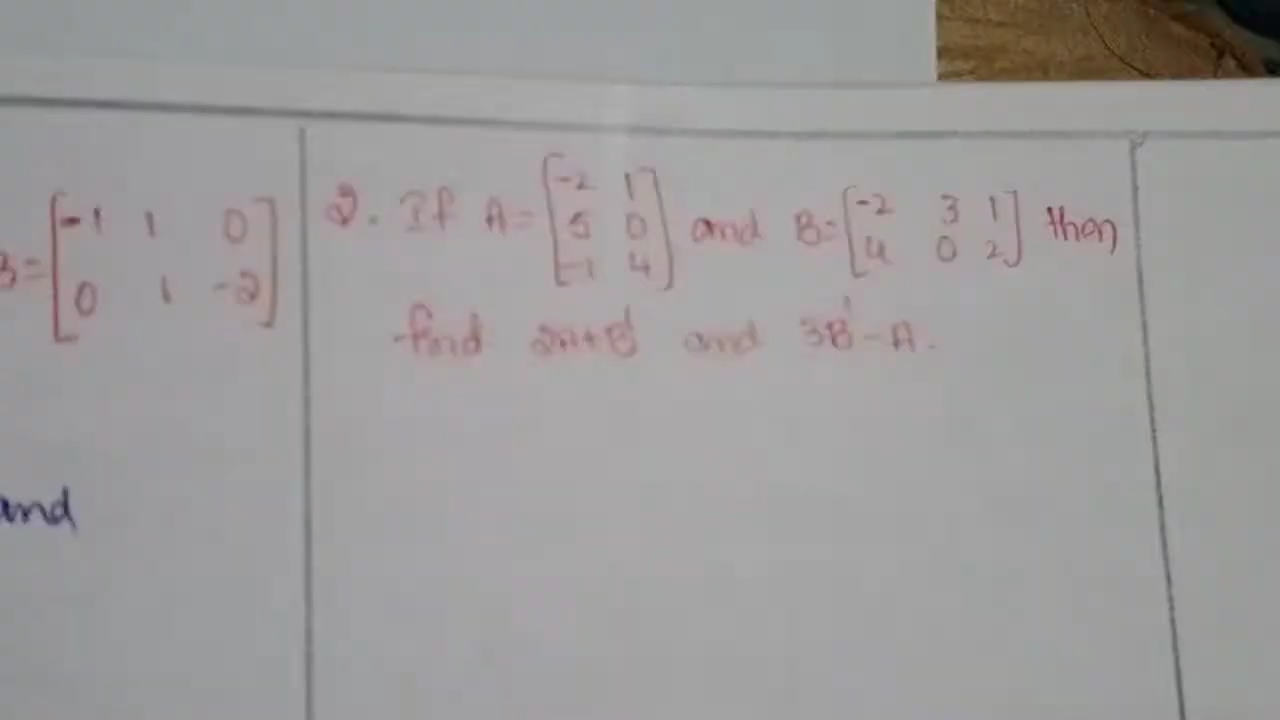 B = [-1 1 0
0 1 -2]
and
2. If A = [-2 1
5 0
-1 4] and B = [-2 3 1
4 0 2] then
find 2A+B' and 3B'-A.